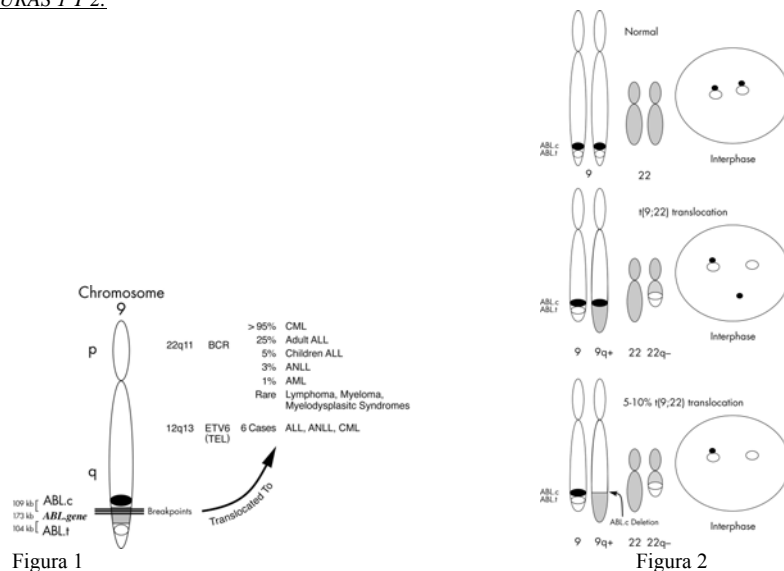 URAS 1 Y 2:
Chromosome
9
p
22q11 BCR
> 95% CML
25% Adult ALL
5% Children ALL
3% ANLL
1% AML
Rare Lymphoma, Myeloma,
Myelodysplasitc Syndromes
12q13 ETV6
(TEL)
6 Cases ALL, ANLL, CML
q
109 kb ABL.c
173 kb ABL.gene
104 kb ABL.t
Breakpoints
Translocated To
Figura 1
Normal
ABL.c
ABL.t
9 22
Interphase
t(9;22) translocation
ABL.c
ABL.t
Interphase
9 9q+ 22 22q–
5-10% t(9;22) translocation
ABL.c
ABL.t
ABL.c Deletion
Interphase
9 9q+ 22 22q–
Figura 2